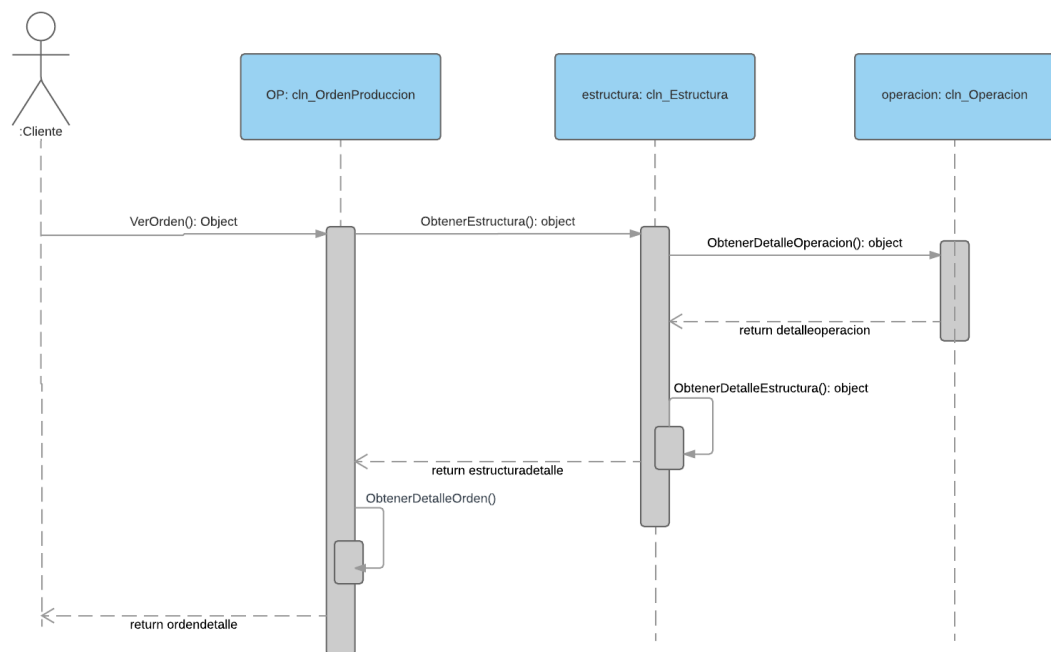 :Cliente
OP: cln_OrdenProduccion
estructura: cln_Estructura
operacion: cln_Operacion
VerOrden(): Object
ObtenerEstructura(): object
ObtenerDetalleOperacion(): object
return detalleoperacion
ObtenerDetalleEstructura(): object
return estructuradetalle
ObtenerDetalleOrden()
return ordendetalle